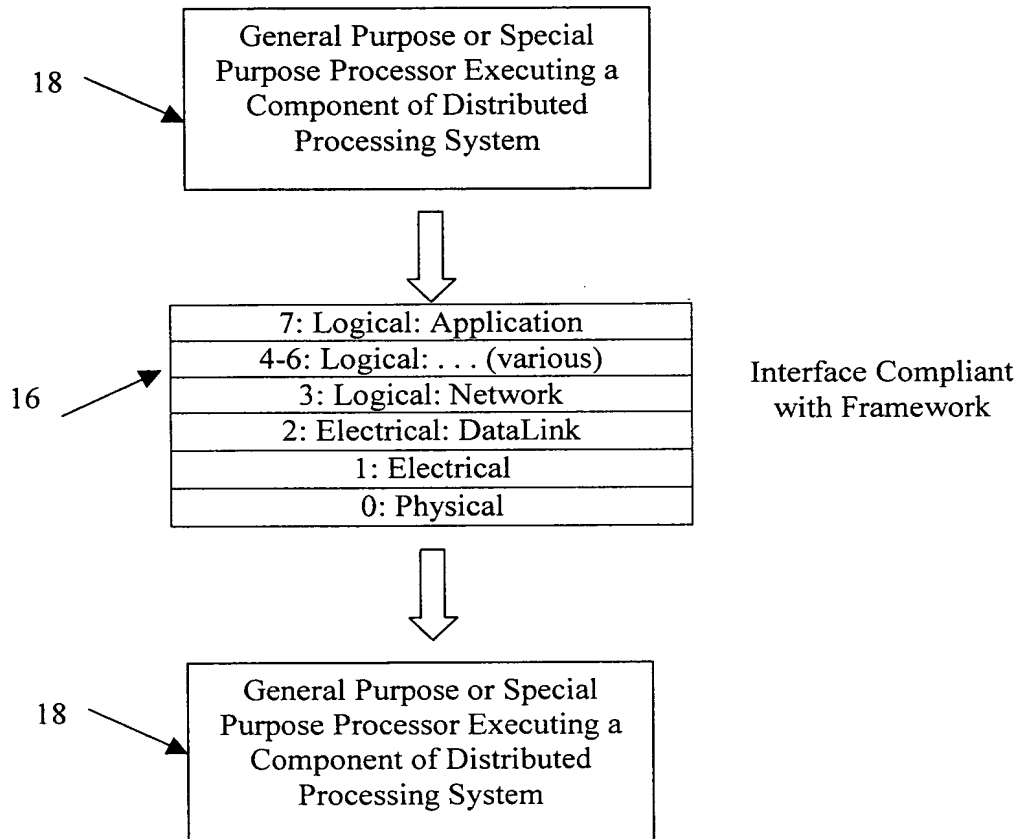 General Purpose or Special
Purpose Processor Executing a
Component of Distributed
Processing System
18
7: Logical: Application
4-6: Logical: . . . (various)
3: Logical: Network
2: Electrical: DataLink
1: Electrical
0: Physical
16
Interface Compliant
with Framework
General Purpose or Special
Purpose Processor Executing a
Component of Distributed
Processing System
18